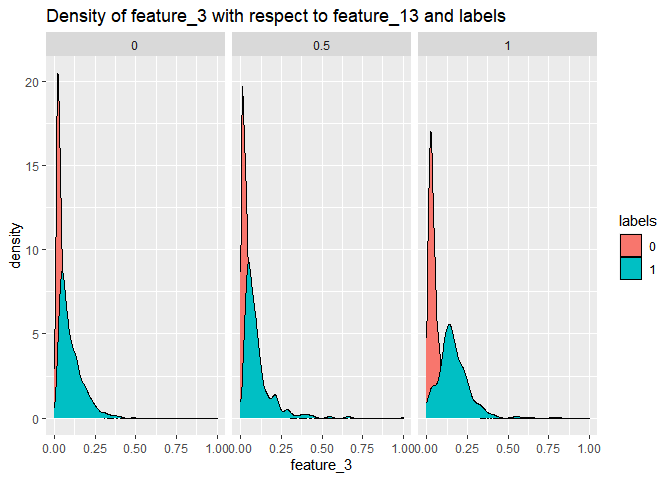 Density of feature_3 with respect to feature_13 and labels
0 0.5 1
20
15
10
5
0
density
0.00 0.25 0.50 0.75 1.00 0.00 0.25 0.50 0.75 1.00 0.00 0.25 0.50 0.75 1.00
feature_3
labels
0
1